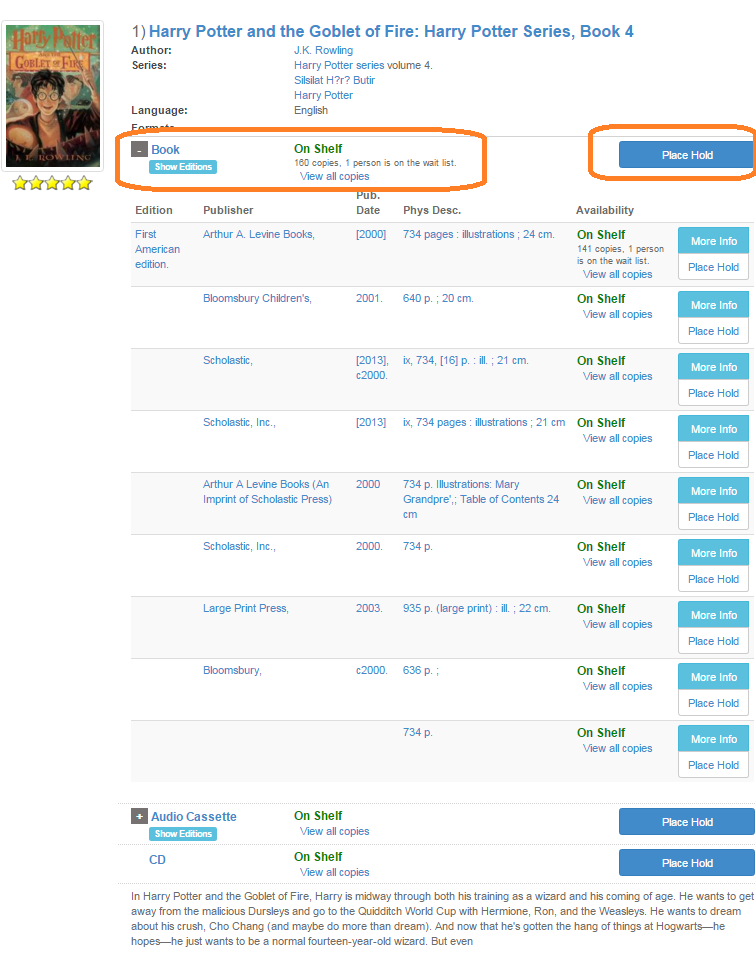 Harry Potter
AND THE
GOBLET OF FIRE
J. K. ROWLING
1) Harry Potter and the Goblet of Fire: Harry Potter Series, Book 4
Author: J.K. Rowling
Series: Harry Potter series volume 4.
Silsilat H?r? Butir
Harry Potter
Language: English
Formats
- Book On Shelf Place Hold
Show Editions 160 copies, 1 person is on the wait list.
View all copies
Edition Publisher Pub. Date Phys Desc. Availability
First American edition. Arthur A. Levine Books, [2000] 734 pages : illustrations ; 24 cm. On Shelf More Info
141 copies, 1 person is on the wait list.
View all copies Place Hold
Bloomsbury Children's, 2001. 640 p. ; 20 cm. On Shelf More Info
View all copies Place Hold
Scholastic, [2013], c2000. ix, 734, [16] p. : ill. ; 21 cm. On Shelf More Info
View all copies Place Hold
Scholastic, Inc., [2013] ix, 734 pages : illustrations ; 21 cm On Shelf More Info
View all copies Place Hold
Arthur A Levine Books (An Imprint of Scholastic Press) 2000 734 p. Illustrations: Mary Grandpre',; Table of Contents 24 cm On Shelf More Info
View all copies Place Hold
Scholastic, Inc., 2000. 734 p. On Shelf More Info
View all copies Place Hold
Large Print Press, 2003. 935 p. (large print) : ill. ; 22 cm. On Shelf More Info
View all copies Place Hold
Bloomsbury, c2000. 636 p. ; On Shelf More Info
View all copies Place Hold
734 p. On Shelf More Info
View all copies Place Hold
+ Audio Cassette On Shelf Place Hold
Show Editions View all copies
CD On Shelf Place Hold
View all copies
In Harry Potter and the Goblet of Fire, Harry is midway through both his training as a wizard and his coming of age. He wants to get
away from the malicious Dursleys and go to the Quidditch World Cup with Hermione, Ron, and the Weasleys. He wants to dream
about his crush, Cho Chang (and maybe do more than dream). And now that he's gotten the hang of things at Hogwarts—he
hopes—he just wants to be a normal fourteen-year-old wizard. But even